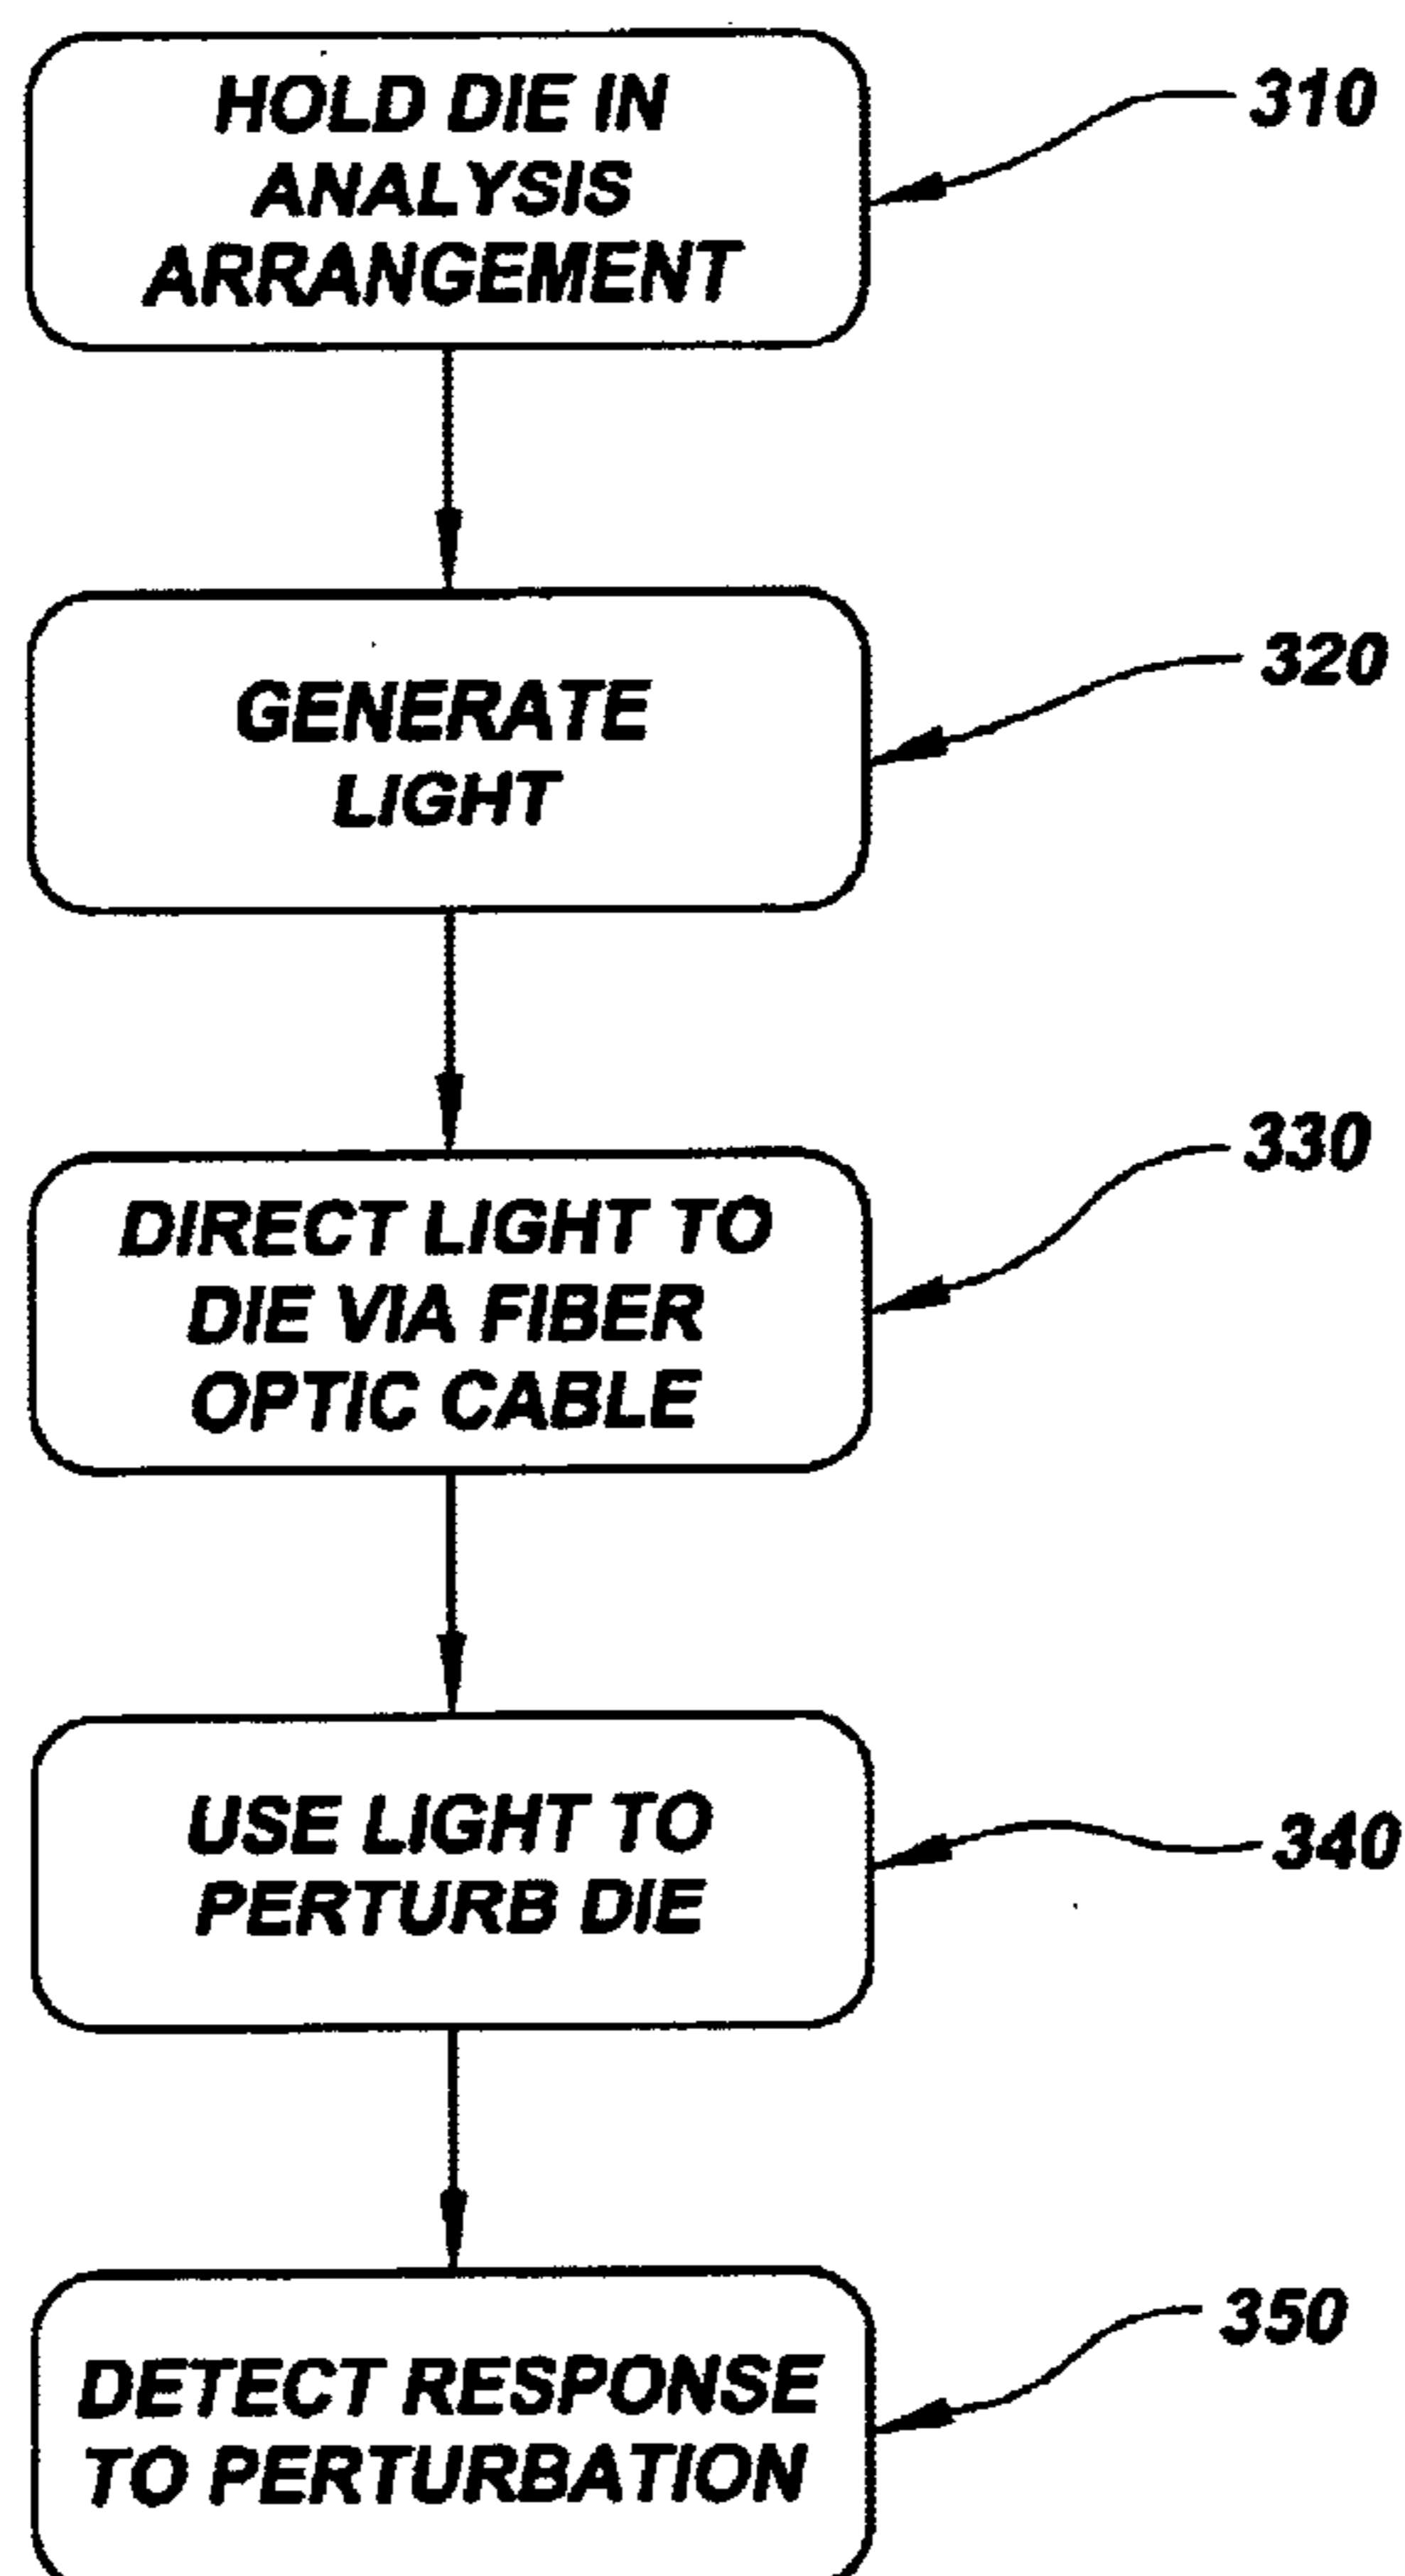 HOLD DIE IN
ANALYSIS
ARRANGEMENT
310
GENERATE
LIGHT
320
DIRECT LIGHT TO
DIE VIA FIBER
OPTIC CABLE
330
USE LIGHT TO
PERTURB DIE
340
DETECT RESPONSE
TO PERTURBATION
350